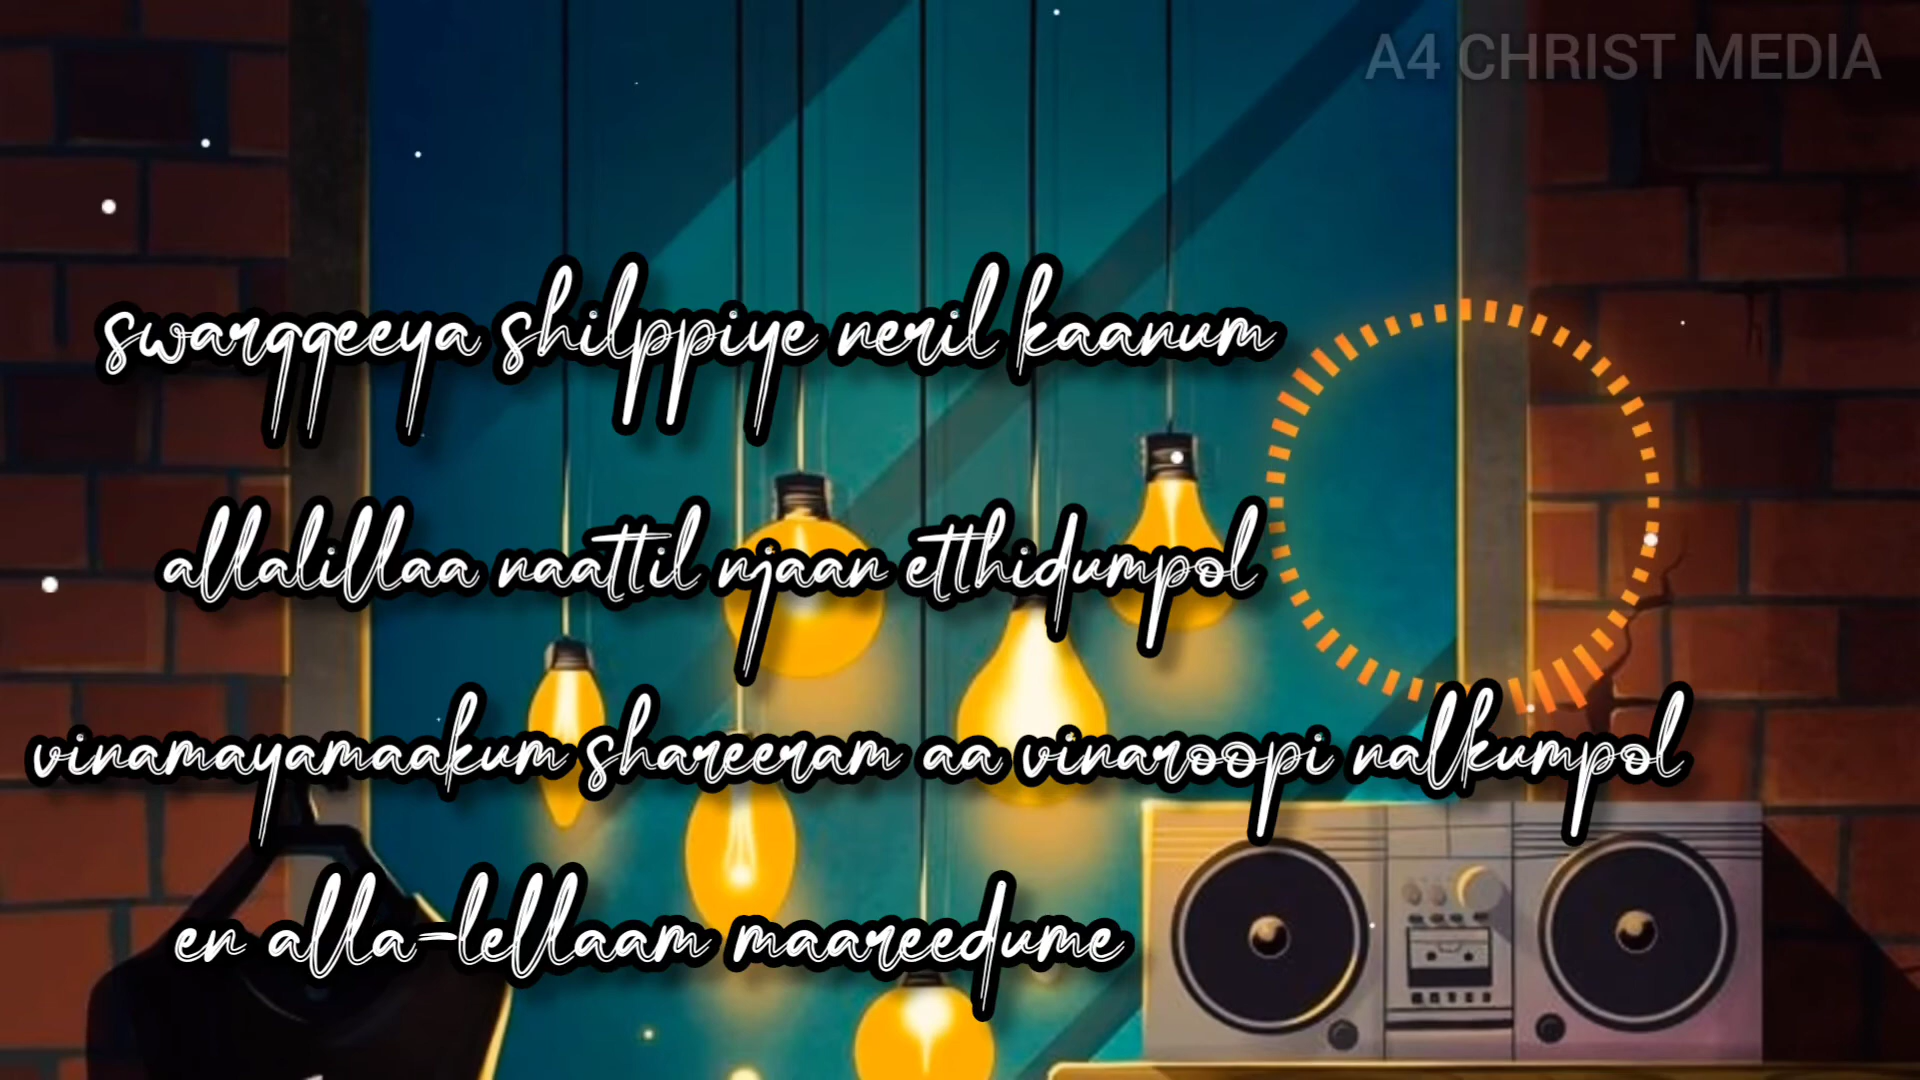 A4 CHRIST MEDIA
swarggeeya shilppiye neril kaanum
allalillaa naattil njaan etthidumpol
vinamayamaakum shareeram aa vinaroopi nalkumpol
en alla-lellaam maareedume